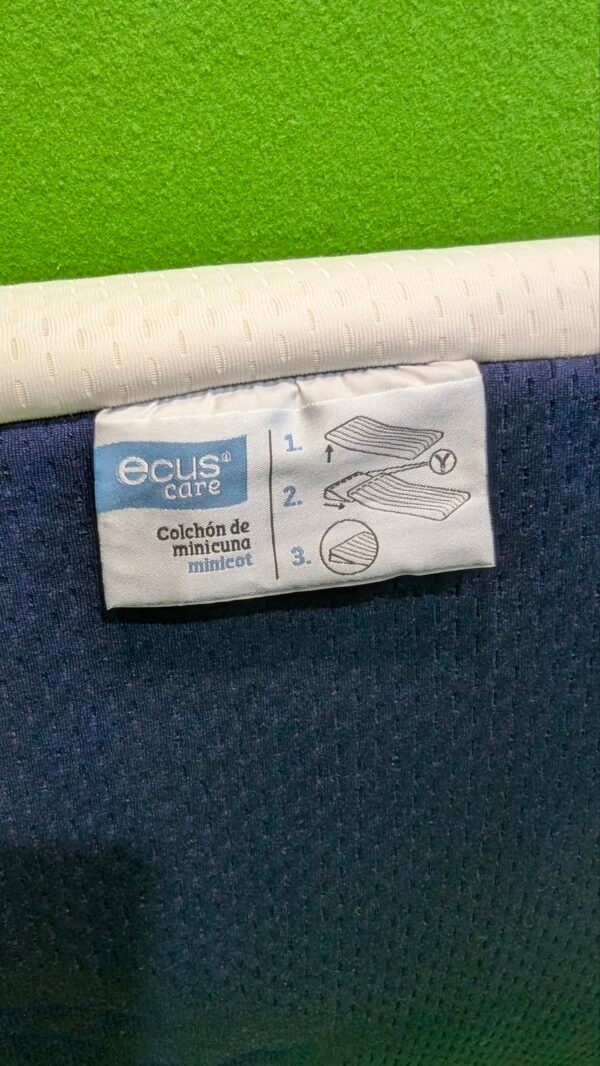 ecus
care
Colchón de
minicuna
minicot
1.
2.
Y
3.